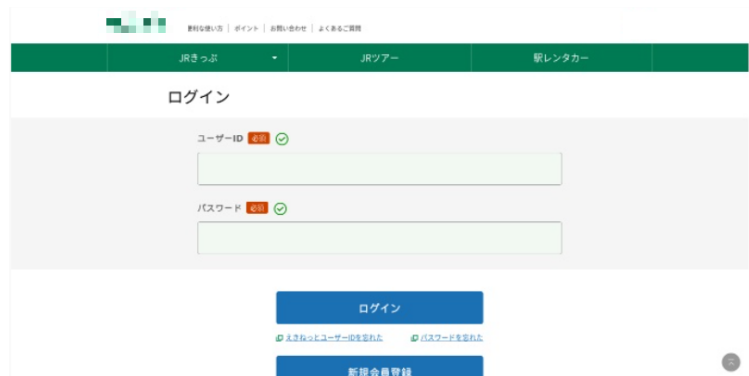 便利な使い方 | ポイント | お問い合わせ | よくあるご質問
JRきっぷ JRツアー 駅レンタカー
ログイン
ユーザーID 必須
パスワード 必須
ログイン
えきねっとユーザーIDを忘れた パスワードを忘れた
新規会員登録